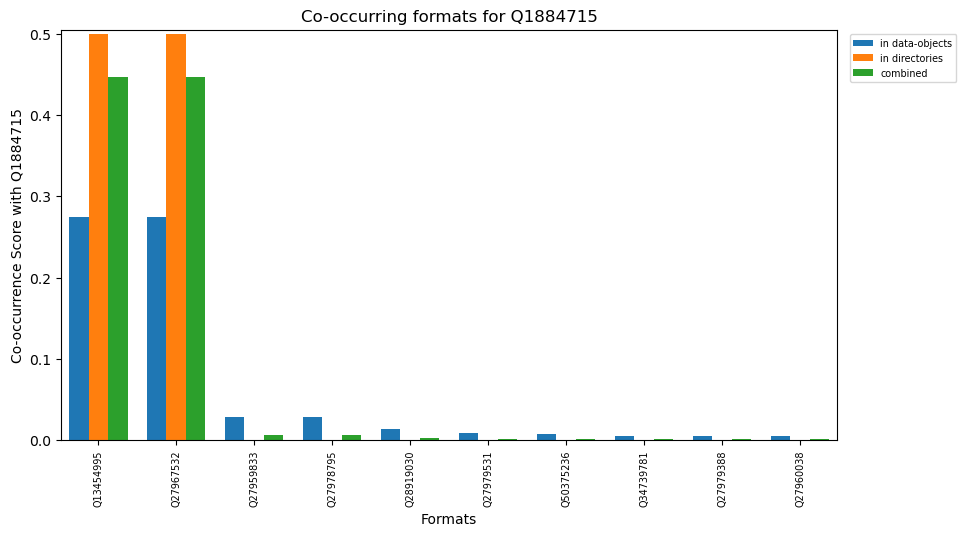 Co-occurring formats for Q1884715
in data-objects
in directories
combined
Co-occurrence Score with Q1884715
0.5
0.4
0.3
0.2
0.1
0.0
Q13454995
Q27967532
Q27959833
Q27978795
Q28919030
Q27979531
Q50375236
Q34739781
Q27979388
Q27960038
Formats